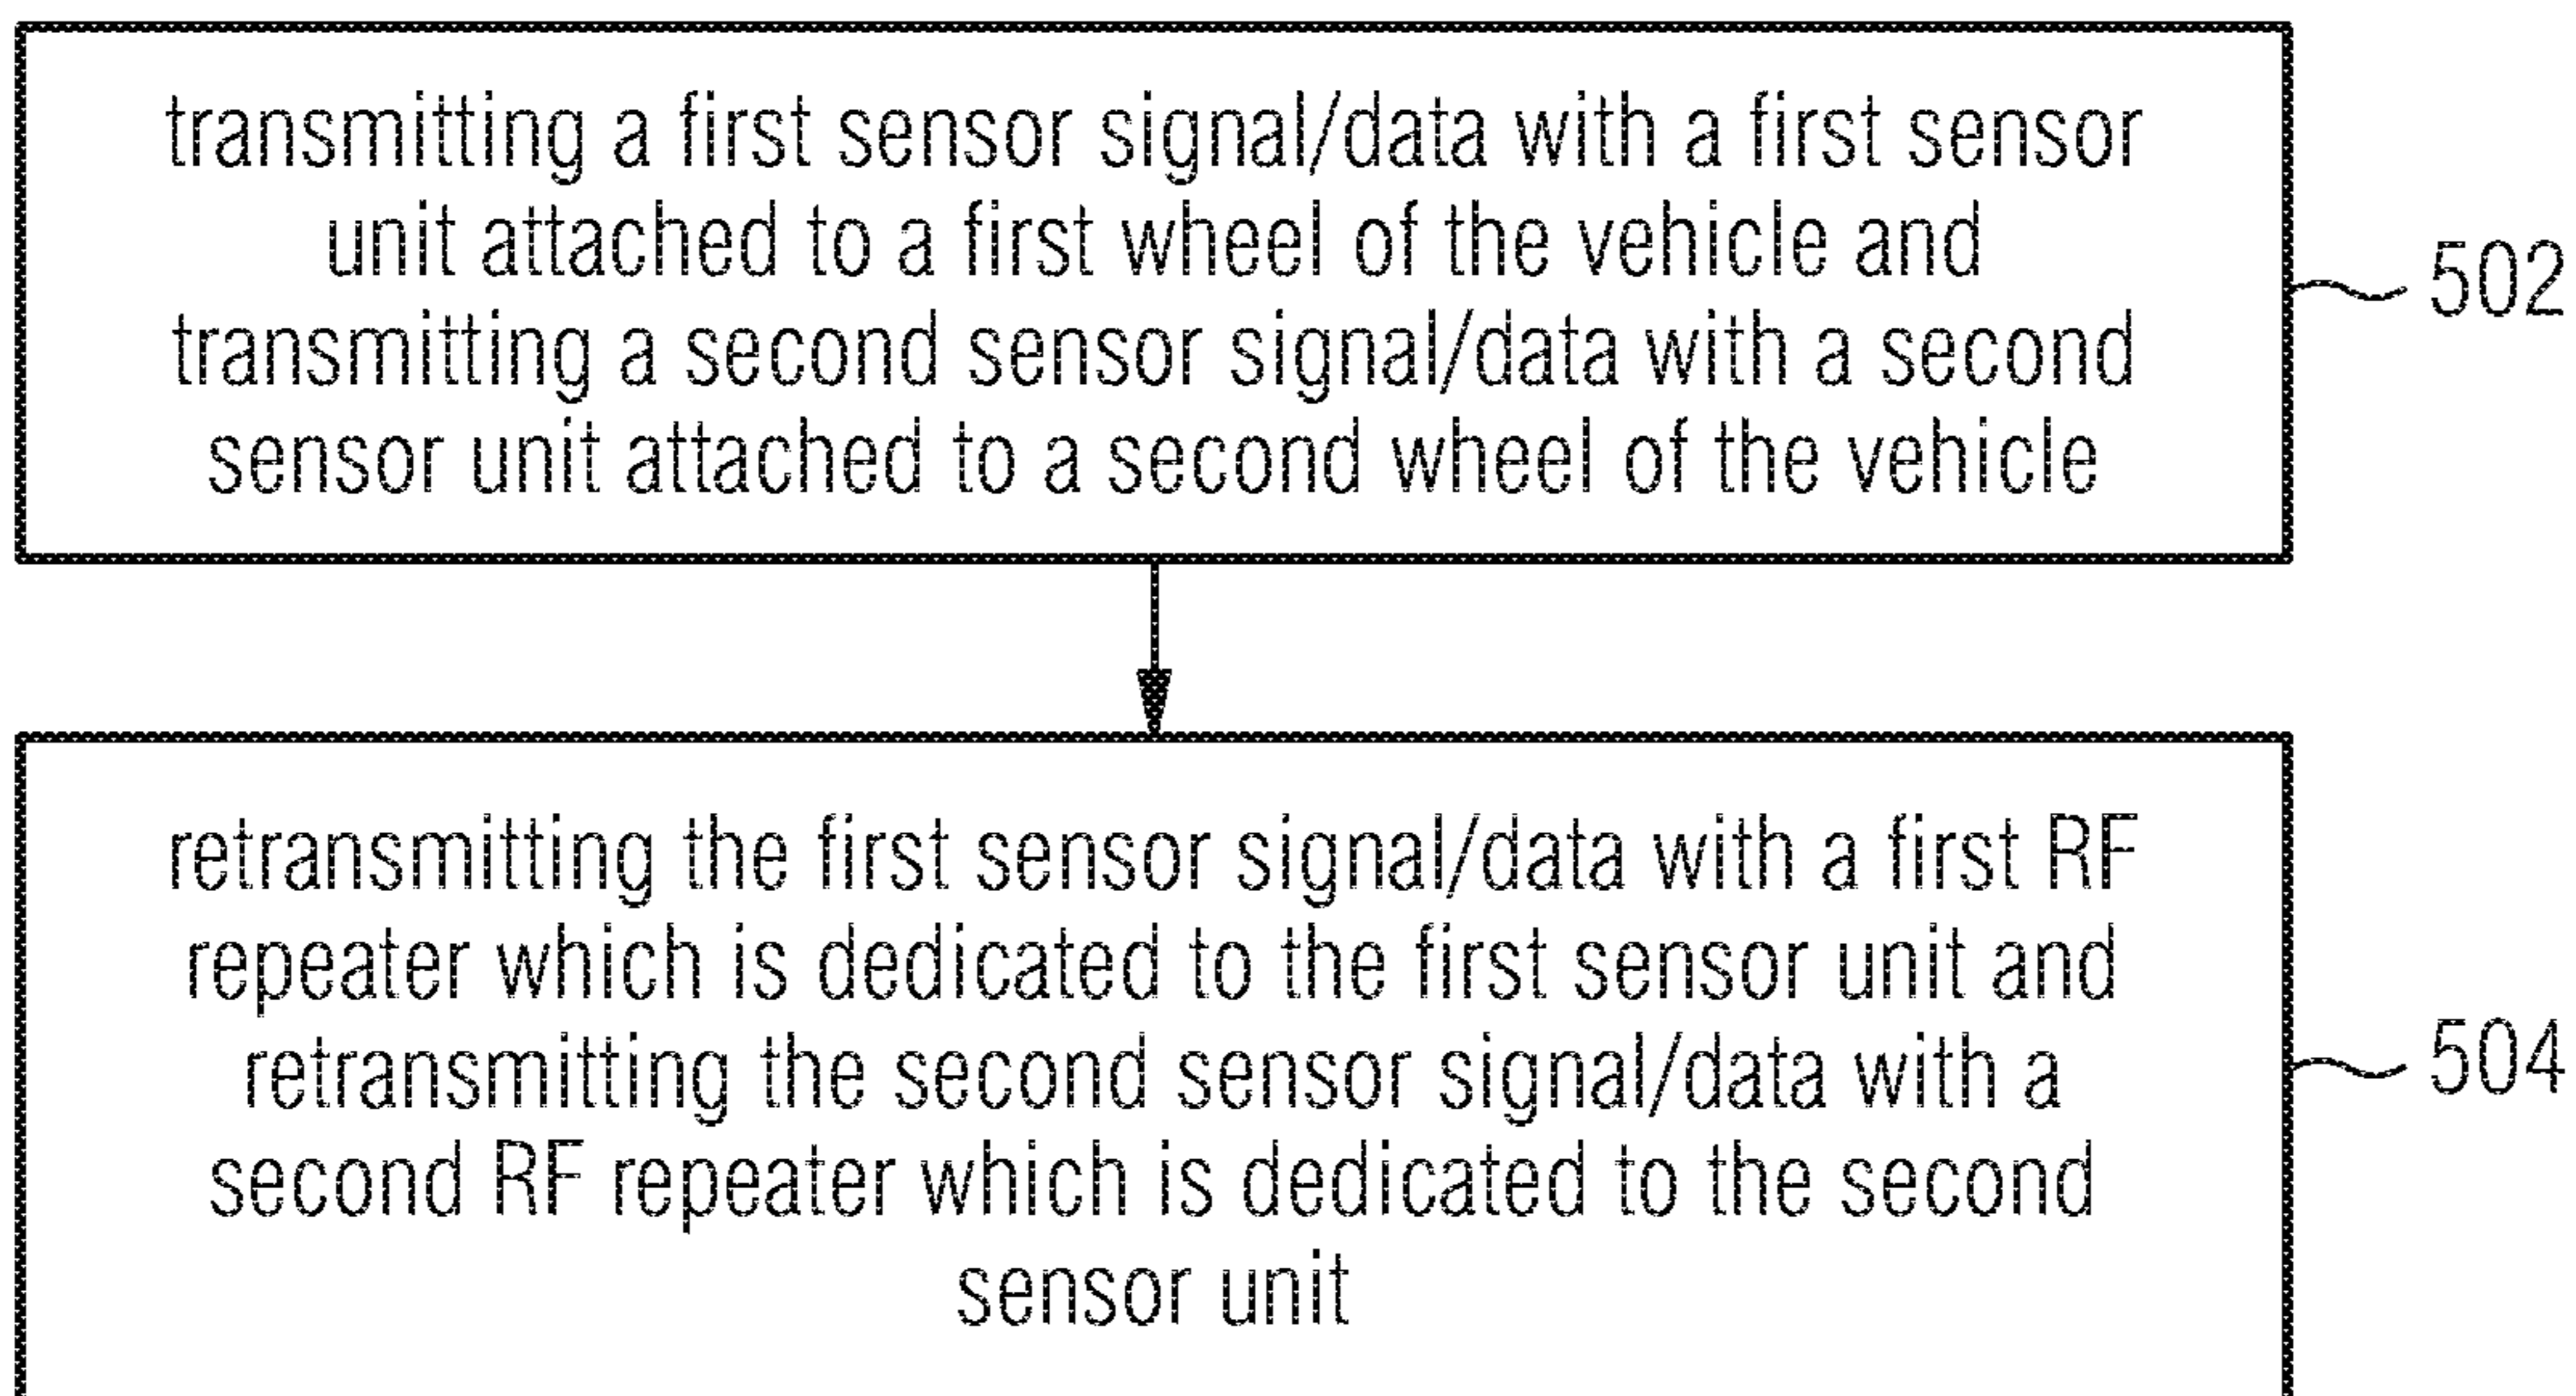 transmitting a first sensor signal/data with a first sensor
unit attached to a first wheel of the vehicle and
transmitting a second sensor signal/data with a second
sensor unit attached to a second wheel of the vehicle
502
retransmitting the first sensor signal/data with a first RF
repeater which is dedicated to the first sensor unit and
retransmitting the second sensor signal/data with a
second RF repeater which is dedicated to the second
sensor unit
504